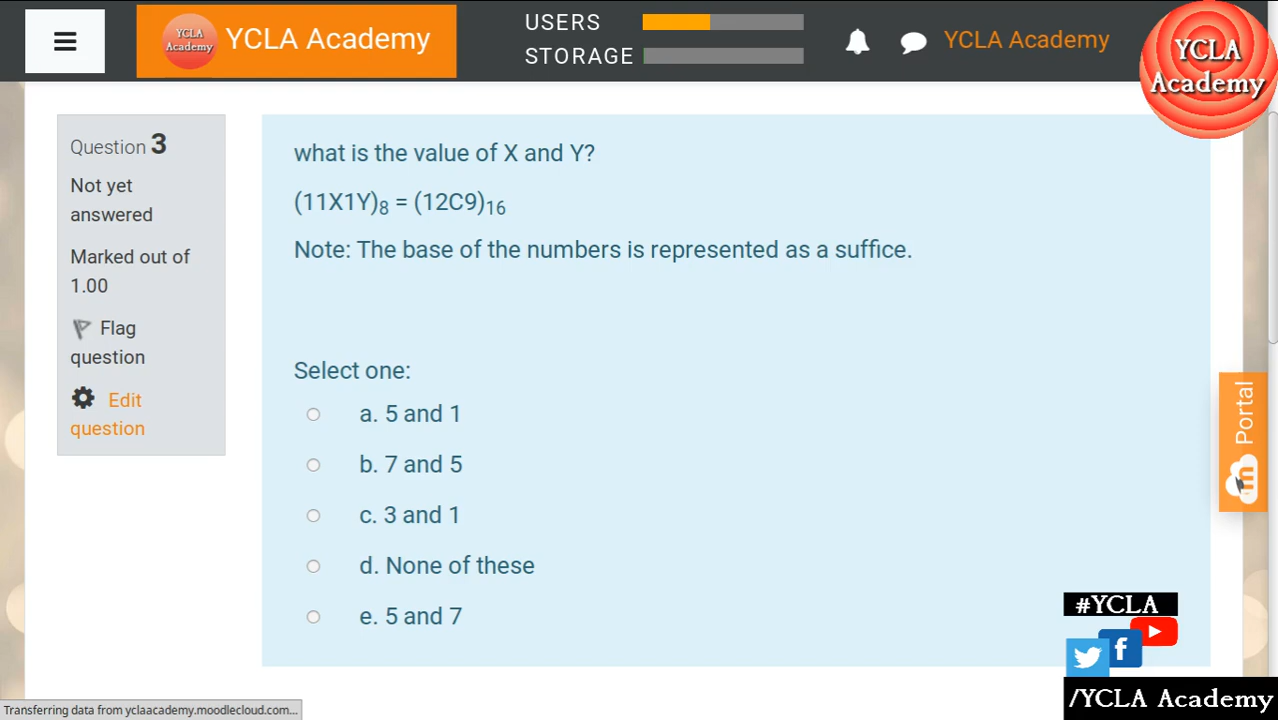 YCLA Academy
YCLA Academy
USERS
STORAGE
YCLA Academy
YCLA Academy
Question 3
Not yet
answered
Marked out of
1.00
Flag
question
Edit
question
what is the value of X and Y?
(11X1Y)8 = (12C9)16
Note: The base of the numbers is represented as a suffice.
Select one:
a. 5 and 1
b. 7 and 5
c. 3 and 1
d. None of these
e. 5 and 7
Portal
m
#YCLA
f
/YCLA Academy
Transferring data from yclaacademy.moodlecloud.com...